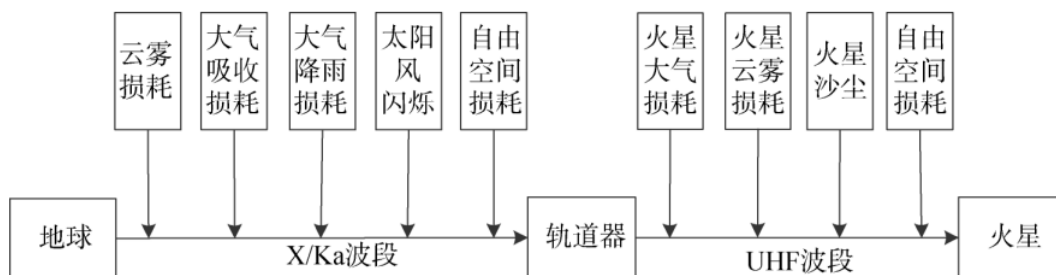 云雾
损耗
大气
吸收
损耗
大气
降雨
损耗
太阳
风
闪烁
自由
空间
损耗
火星
大气
损耗
火星
云雾
损耗
火星
沙尘
自由
空间
损耗
地球
X/Ka波段
轨道器
UHF波段
火星